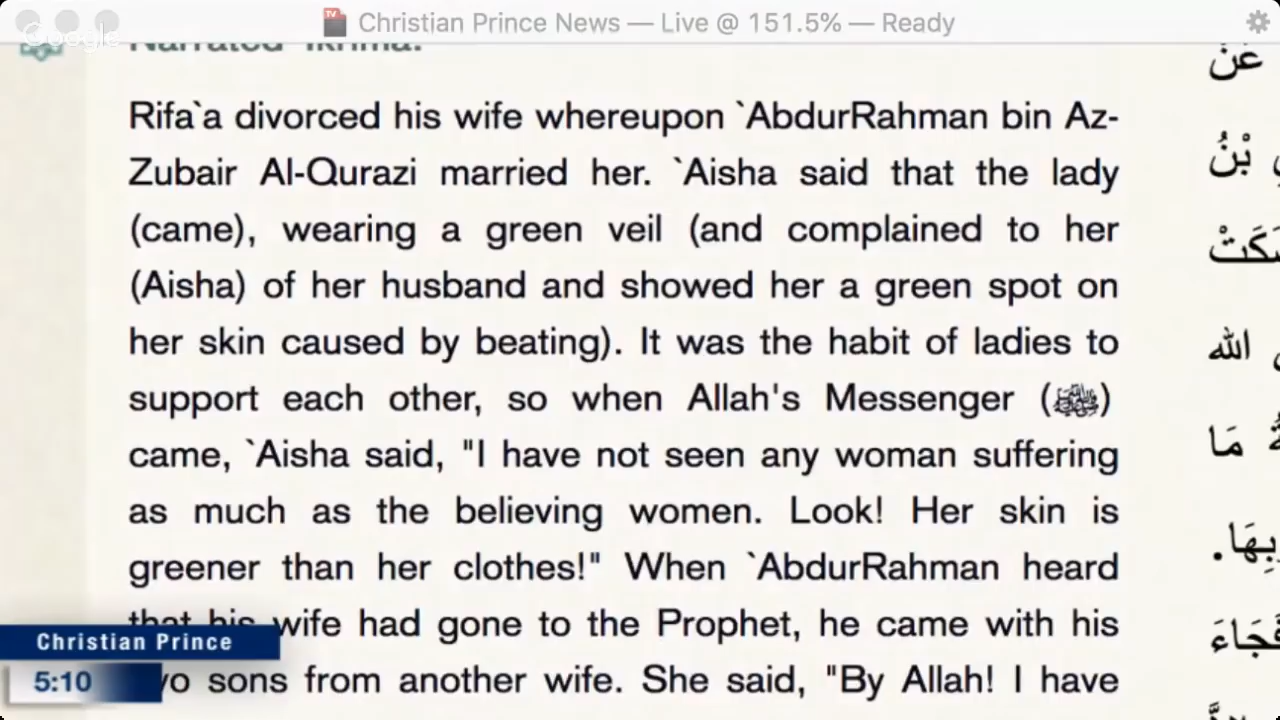 TV
Christian Prince News — Live @ 151.5% — Ready
Google
Narrated `Ikrima:
Rifa`a divorced his wife whereupon `AbdurRahman bin Az-
Zubair Al-Qurazi married her. `Aisha said that the lady
(came), wearing a green veil (and complained to her
(Aisha) of her husband and showed her a green spot on
her skin caused by beating). It was the habit of ladies to
support each other, so when Allah's Messenger (ﷺ)
came, `Aisha said, "I have not seen any woman suffering
as much as the believing women. Look! Her skin is
greener than her clothes!" When `AbdurRahman heard
that his wife had gone to the Prophet, he came with his
sons from another wife. She said, "By Allah! I have
عَنْ
بْنُ
الله
مَا
Christian Prince
5:10